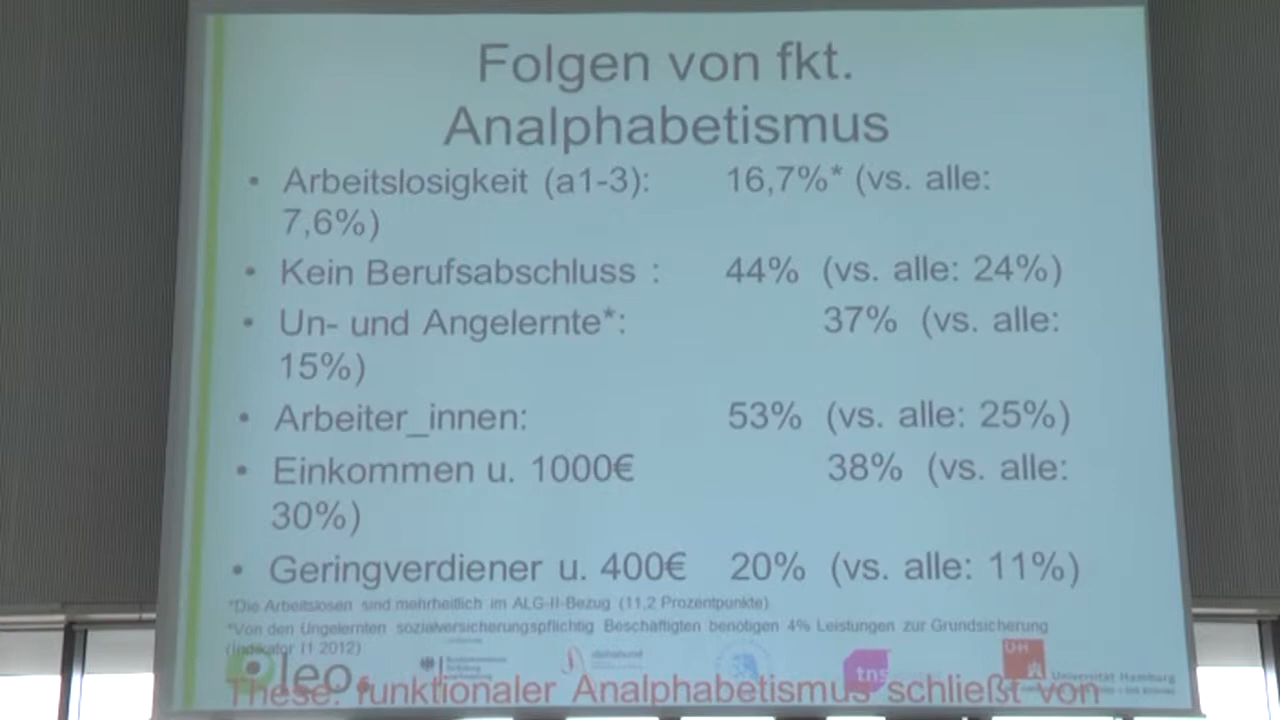 Folgen von fkt.
Analphabetismus
• Arbeitslosigkeit (a1-3): 16,7%* (vs. alle:
7,6%)
• Kein Berufsabschluss : 44% (vs. alle: 24%)
• Un- und Angelernte*: 37% (vs. alle:
15%)
• Arbeiter_innen: 53% (vs. alle: 25%)
• Einkommen u. 1000€ 38% (vs. alle:
30%)
• Geringverdiener u. 400€ 20% (vs. alle: 11%)
*Die Arbeitslosen sind mehrheitlich im ALG-II-Bezug (11,2 Prozentpunkte)
*Von den Ungelernten sozialversicherungspflichtig Beschäftigten benötigen 4% Leistungen zur Grundsicherung
(Indikator I1 2012)
leo.
tns
UH
Universität Hamburg
These: funktionaler Analphabetismus schließt von